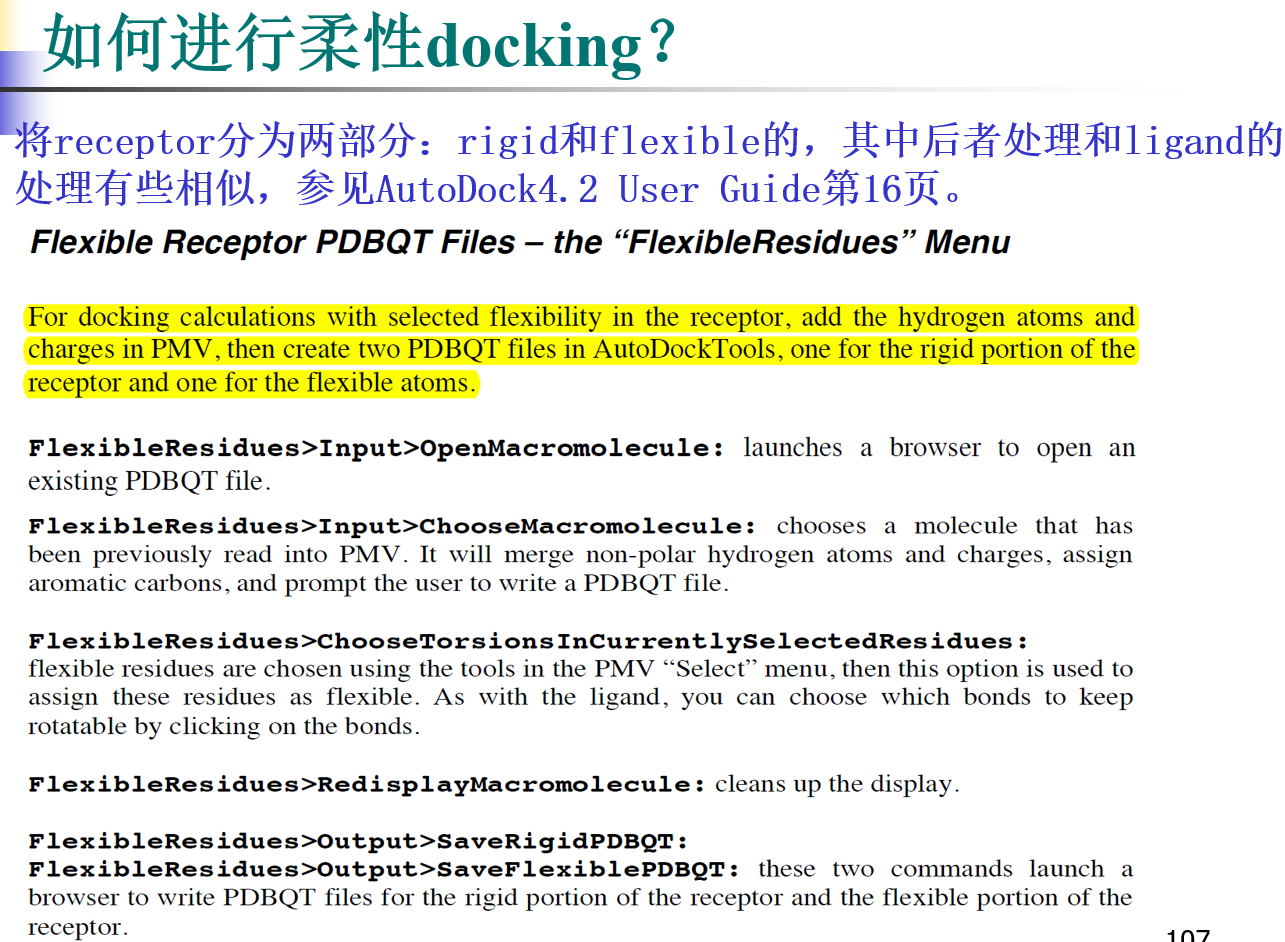 如何进行柔性docking？
将receptor分为两部分：rigid和flexible的，其中后者处理和ligand的
处理有些相似，参见AutoDock4.2 User Guide第16页。
Flexible Receptor PDBQT Files – the “FlexibleResidues” Menu
For docking calculations with selected flexibility in the receptor, add the hydrogen atoms and
charges in PMV, then create two PDBQT files in AutoDockTools, one for the rigid portion of the
receptor and one for the flexible atoms.
FlexibleResidues>Input>OpenMacromolecule: launches a browser to open an
existing PDBQT file.
FlexibleResidues>Input>ChooseMacromolecule: chooses a molecule that has
been previously read into PMV. It will merge non-polar hydrogen atoms and charges, assign
aromatic carbons, and prompt the user to write a PDBQT file.
FlexibleResidues>ChooseTorsionsInCurrentlySelectedResidues:
flexible residues are chosen using the tools in the PMV “Select” menu, then this option is used to
assign these residues as flexible. As with the ligand, you can choose which bonds to keep
rotatable by clicking on the bonds.
FlexibleResidues>RedisplayMacromolecule: cleans up the display.
FlexibleResidues>Output>SaveRigidPDBQT:
FlexibleResidues>Output>SaveFlexiblePDBQT: these two commands launch a
browser to write PDBQT files for the rigid portion of the receptor and the flexible portion of the
receptor.
107